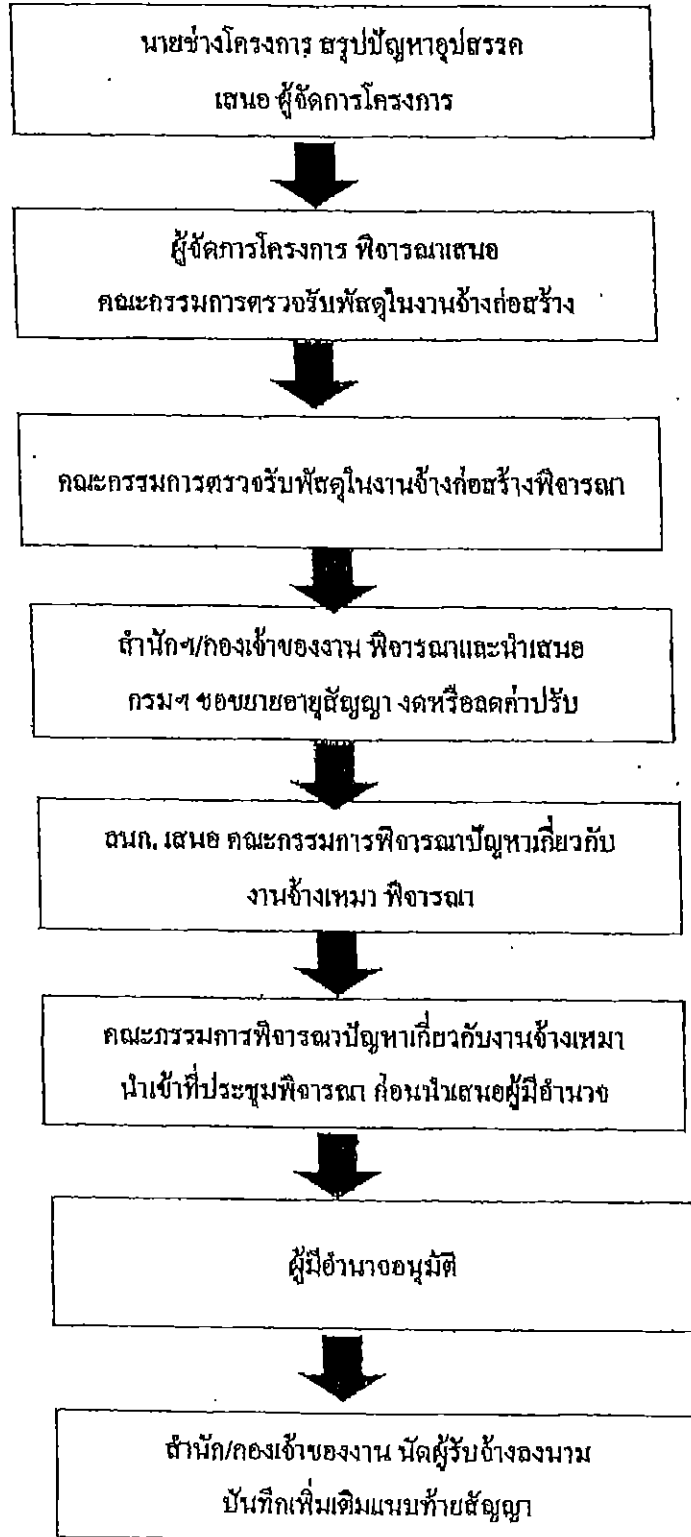 นายช่างโครงการ สรุปปัญหาอุปสรรค
เสนอ ผู้จัดการโครงการ
ผู้จัดการโครงการ พิจารณาเสนอ
คณะกรรมการตรวจรับพัสดุในงานจ้างก่อสร้าง
คณะกรรมการตรวจรับพัสดุในงานจ้างก่อสร้างพิจารณา
สำนักฯ/กองเจ้าของงาน พิจารณาและนำเสนอ
กรมฯ ขอขยายอายุสัญญา งดหรือลดค่าปรับ
ลนก. เสนอ คณะกรรมการพิจารณาปัญหาเกี่ยวกับ
งานจ้างเหมา พิจารณา
คณะกรรมการพิจารณาปัญหาเกี่ยวกับงานจ้างเหมา
นำเข้าที่ประชุมพิจารณา ก่อนนำเสนอผู้มีอำนาจ
ผู้มีอำนาจอนุมัติ
สำนัก/กองเจ้าของงาน นัดผู้รับจ้างลงนาม
บันทึกเพิ่มเติมแนบท้ายสัญญา